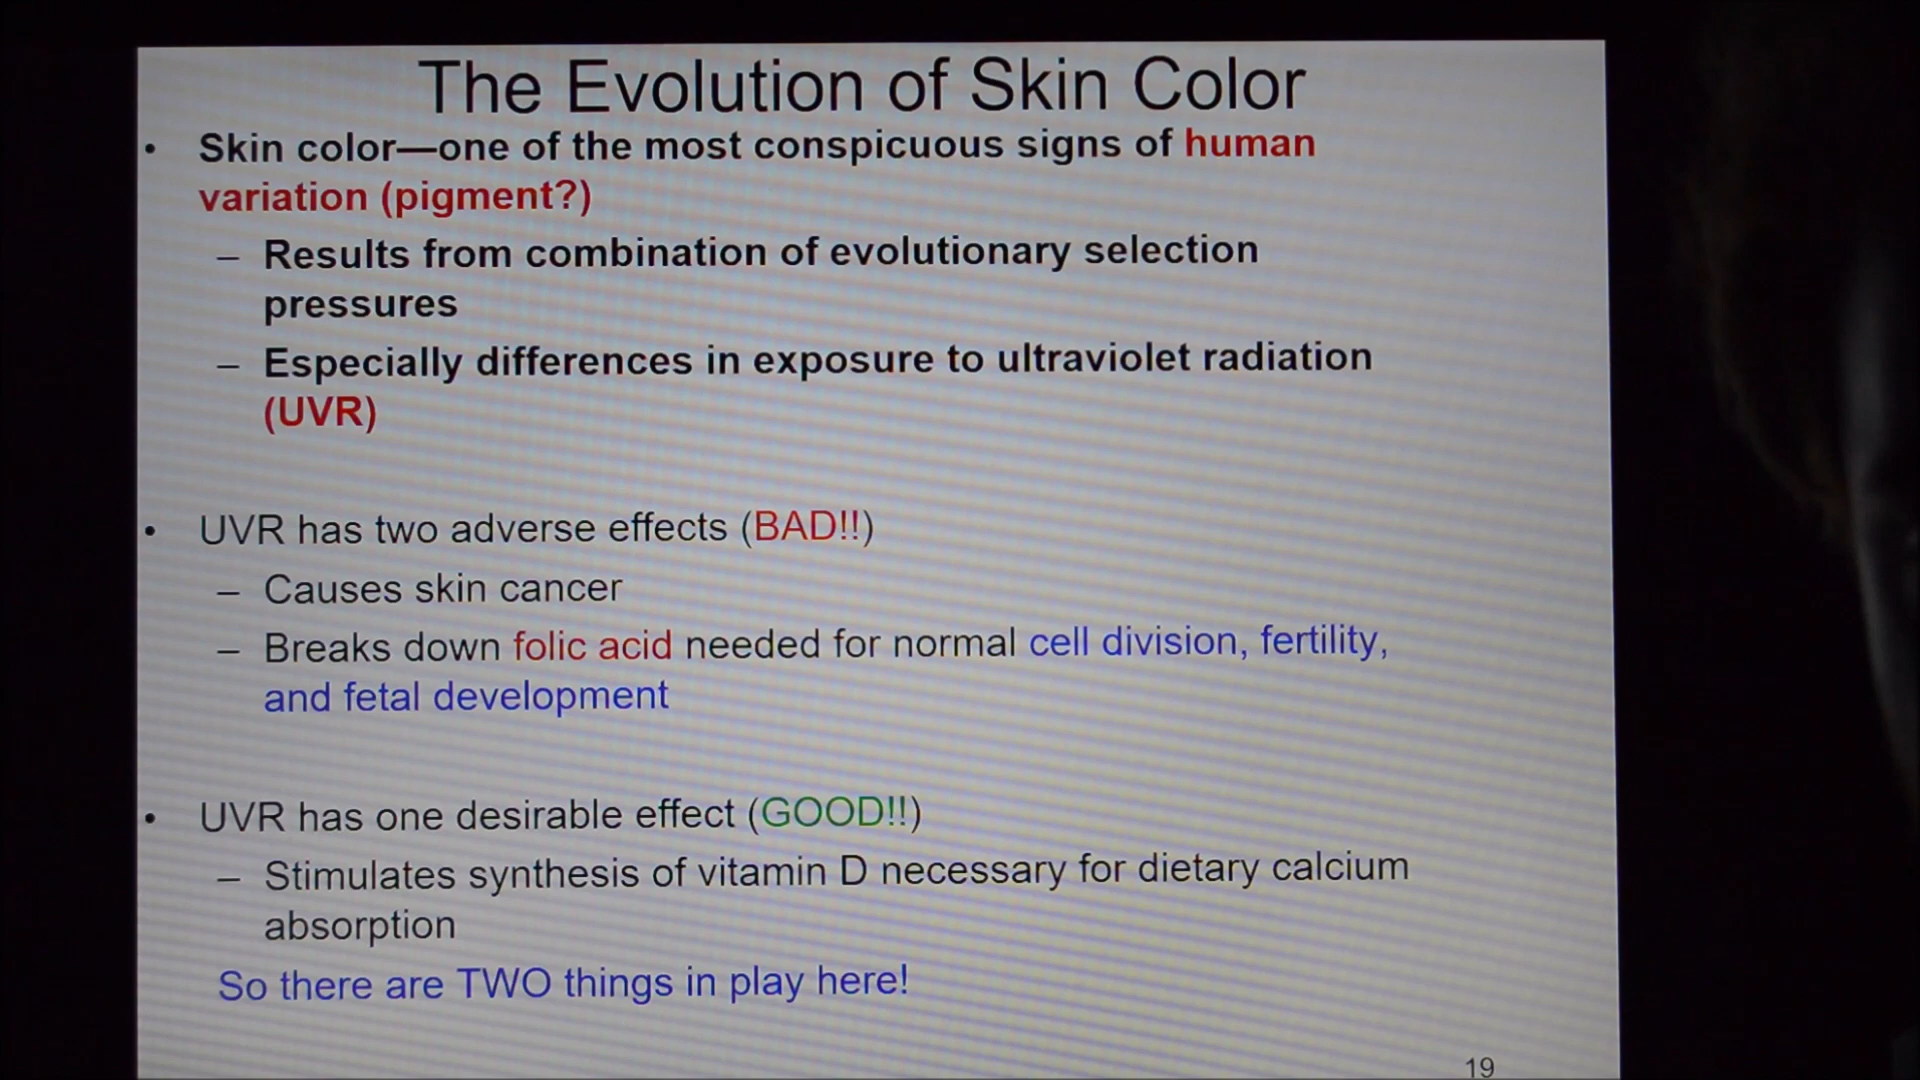 The Evolution of Skin Color
• Skin color—one of the most conspicuous signs of human
variation (pigment?)
– Results from combination of evolutionary selection
pressures
– Especially differences in exposure to ultraviolet radiation
(UVR)
• UVR has two adverse effects (BAD!!)
– Causes skin cancer
– Breaks down folic acid needed for normal cell division, fertility,
and fetal development
• UVR has one desirable effect (GOOD!!)
– Stimulates synthesis of vitamin D necessary for dietary calcium
absorption
So there are TWO things in play here!
19